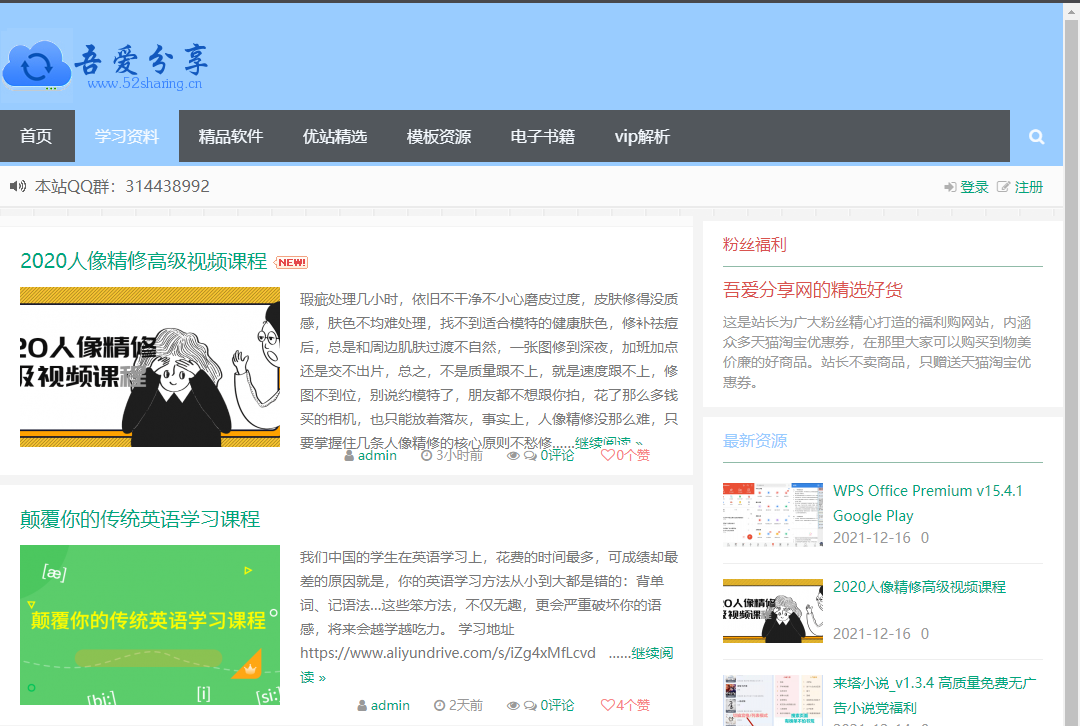 吾爱分享
www.52sharing.cn
首页 学习资料 精品软件 优站精选 模板资源 电子书籍 vip解析
本站QQ群：314438992
登录 注册
2020人像精修高级视频课程 NEW!
20人像精修
及视频课程
瑕疵处理几小时，依旧不干净不小心磨皮过度，皮肤修得没质
感，肤色不均难处理，找不到适合模特的健康肤色，修补祛痘
后，总是和周边肌肤过渡不自然，一张图修到深夜，加班加点
还是交不出片，总之，不是质量跟不上，就是速度跟不上，修
图不到位，别说约模特了，朋友都不想跟你拍，花了那么多钱
买的相机，也只能放着落灰，事实上，人像精修没那么难，只
要掌握住几条人像精修的核心原则不愁修......继续阅读 »
admin 3小时前 0评论 0个赞
颠覆你的传统英语学习课程
[æ]
颠覆你的传统英语学习课程
[bi:] [i] [si:]
我们中国的学生在英语学习上，花费的时间最多，可成绩却最
差的原因就是，你的英语学习方法从小到大都是错的：背单
词、记语法...这些笨方法，不仅无趣，更会严重破坏你的语
感，将来会越学越吃力。 学习地址
https://www.aliyundrive.com/s/iZg4xMfLcvd ......继续阅
读 »
admin 2天前 0评论 4个赞
粉丝福利
吾爱分享网的精选好货
这是站长为广大粉丝精心打造的福利购网站，内涵
众多天猫淘宝优惠券，在那里大家可以购买到物美
价廉的好商品。站长不卖商品，只赠送天猫淘宝优
惠券。
最新资源
WPS Office Premium v15.4.1
Google Play
2021-12-16 0
20人像精修
及视频课程
2020人像精修高级视频课程
2021-12-16 0
来塔小说_v1.3.4 高质量免费无广
告小说党福利
2021-12-14 0